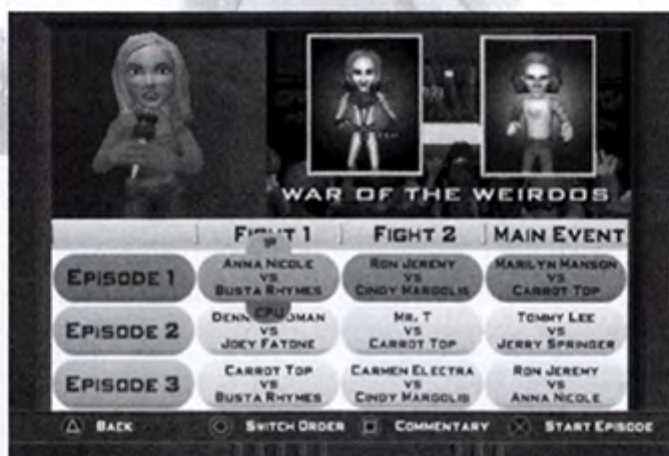 WAR OF THE WEIRDOS
FIGHT 1 FIGHT 2 MAIN EVENT
1P
EPISODE 1
ANNA NICOLE
VS
BUSTA RHYMES
RON JEREMY
VS
CINDY MARGOLIS
MARILYN MANSON
VS
CARROT TOP
CPU
EPISODE 2
VS
JOEY FATONE
MR. T
VS
CARROT TOP
TOMMY LEE
VS
JERRY SPRINGER
EPISODE 3
CARROT TOP
VS
BUSTA RHYMES
CARMEN ELECTRA
VS
CINDY MARGOLIS
RON JEREMY
VS
ANNA NICOLE
BACK SWITCH ORDER COMMENTARY START EPISODE